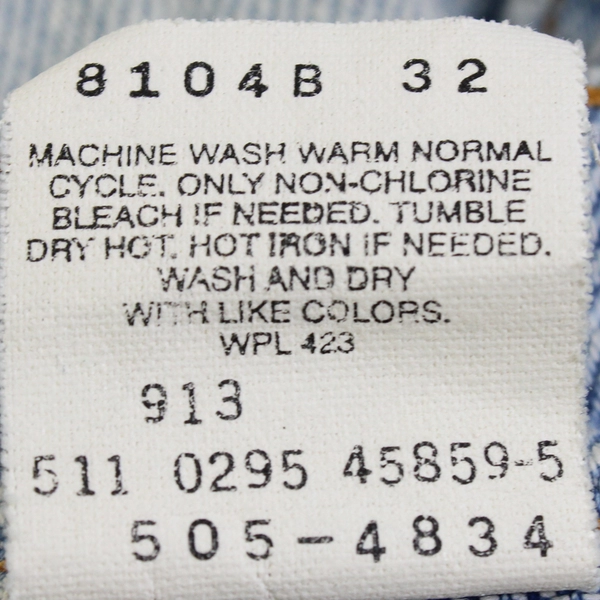 8104B 32
MACHINE WASH WARM NORMAL
CYCLE. ONLY NON-CHLORINE
BLEACH IF NEEDED. TUMBLE
DRY HOT. HOT IRON IF NEEDED.
WASH AND DRY
WITH LIKE COLORS.
WPL 423
913
511 0295 45859-5
505-4834